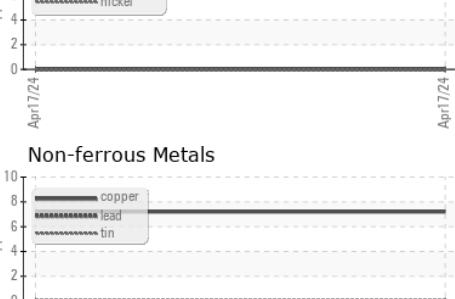 nickel
4
2
0
Apr17/24
Apr17/24
Non-ferrous Metals
10
8
6
4
2
copper
lead
tin